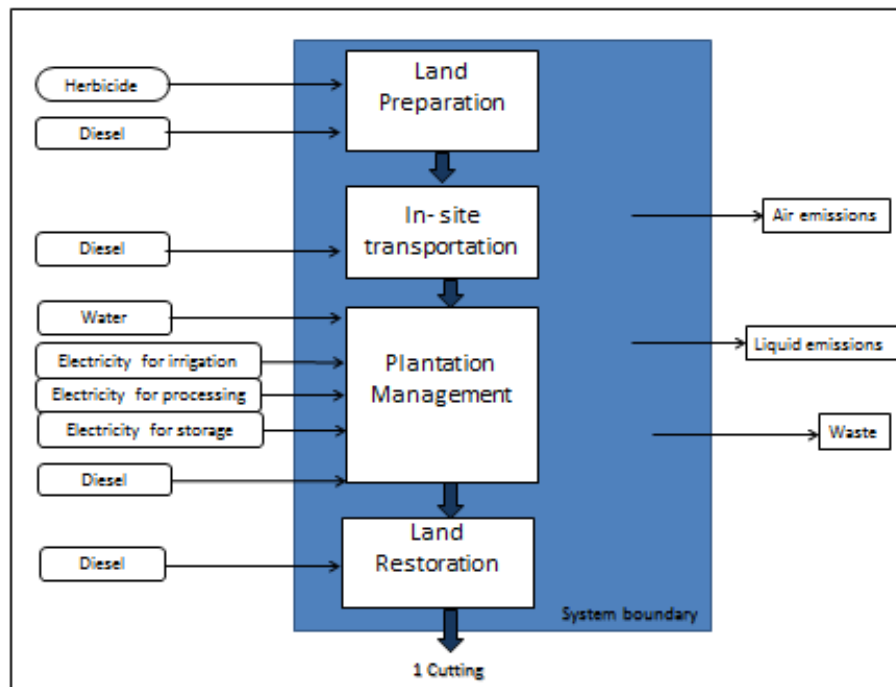 Land
Preparation
Herbicide
Diesel
In- site
transportation
Diesel
Air emissions
Water
Electricity for irrigation
Electricity for processing
Electricity for storage
Diesel
Plantation
Management
Liquid emissions
Waste
Land
Restoration
Diesel
System boundary
1 Cutting